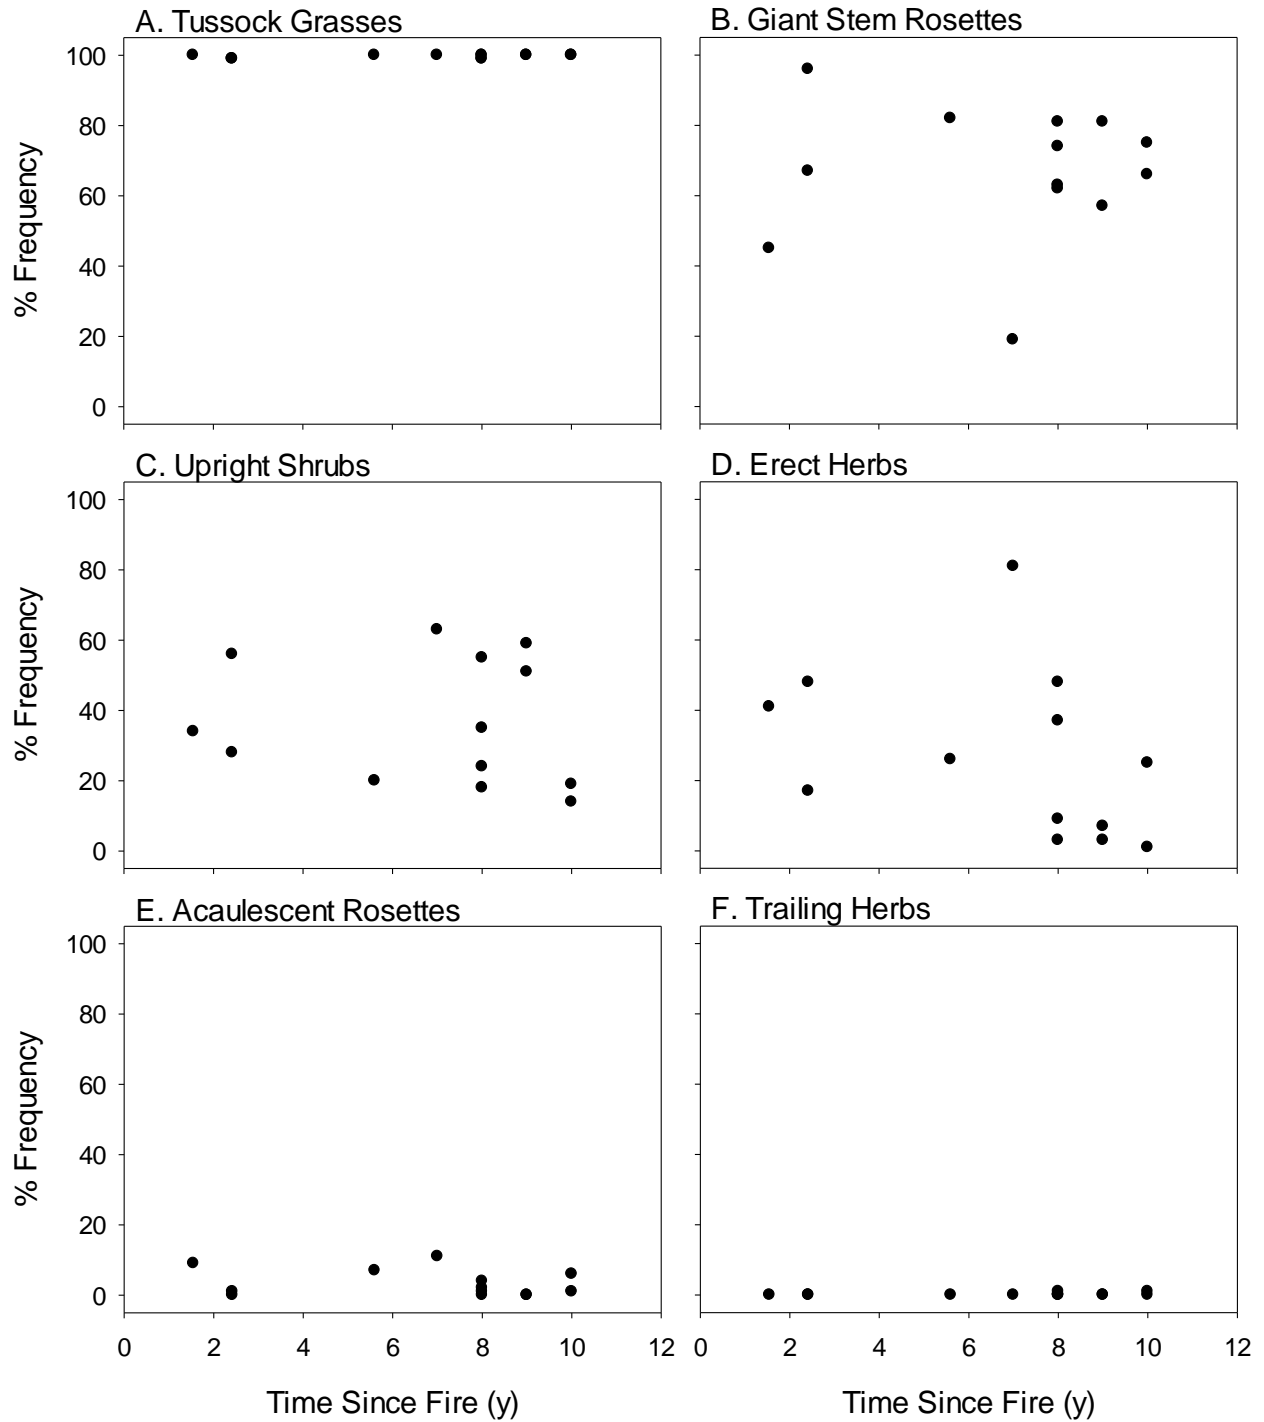 A. Tussock Grasses
B. Giant Stem Rosettes
100
80
60
40
20
0
% Frequency
C. Upright Shrubs
D. Erect Herbs
100
80
60
40
20
0
% Frequency
E. Acaulescent Rosettes
F. Trailing Herbs
100
80
60
40
20
0
% Frequency
0 2 4 6 8 10 12
0 2 4 6 8 10 12
Time Since Fire (y)
Time Since Fire (y)